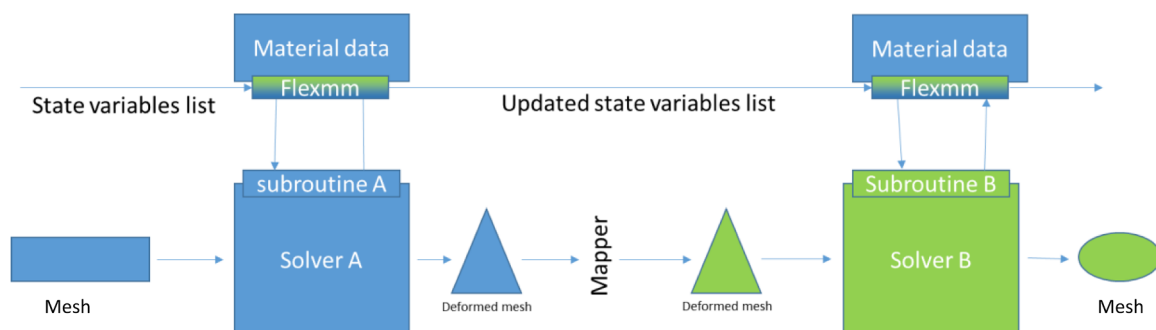 Material data
Material data
Flexmm
Flexmm
State variables list
Updated state variables list
subroutine A
Subroutine B
Solver A
Mapper
Solver B
Mesh
Deformed mesh
Deformed mesh
Mesh